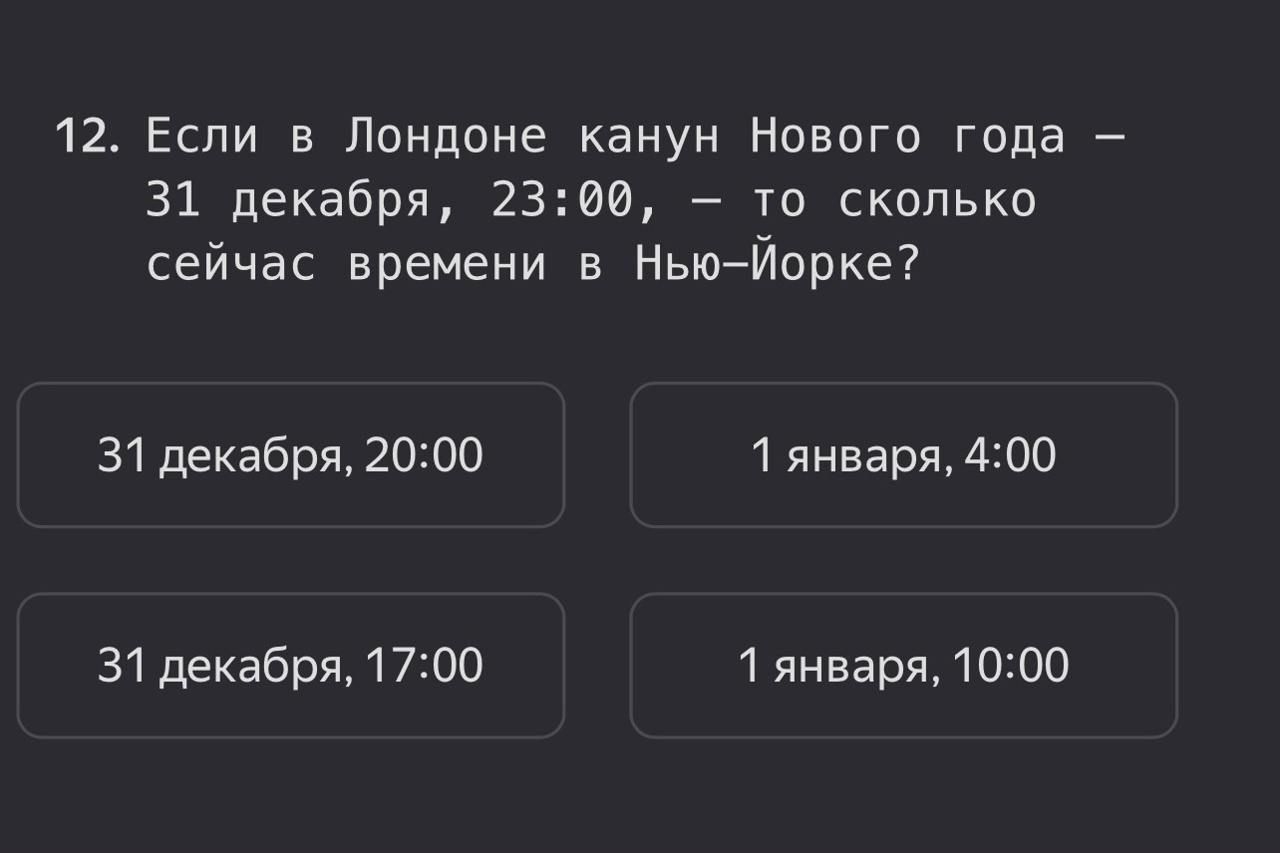 12. Если в Лондоне канун Нового года —
31 декабря, 23:00, — то сколько
сейчас времени в Нью-Йорке?
31 декабря, 20:00
1 января, 4:00
31 декабря, 17:00
1 января, 10:00